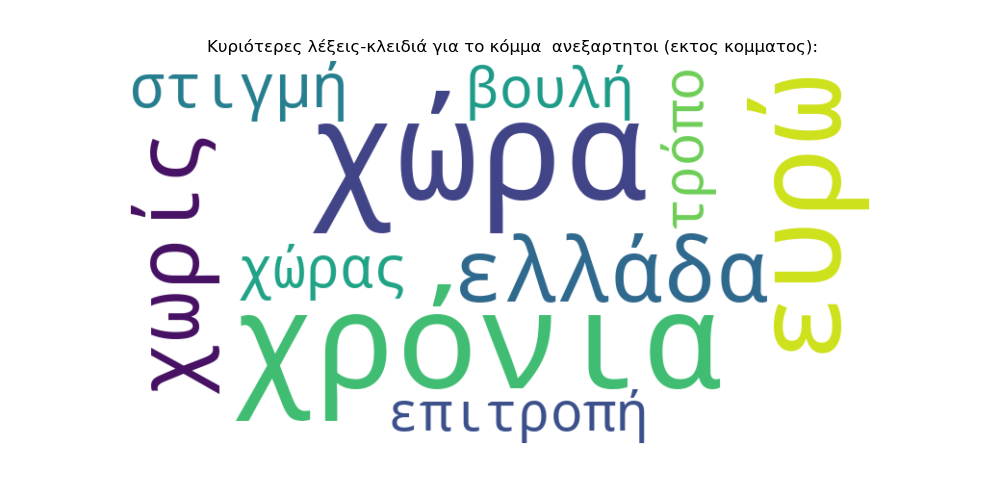 Κυριότερες λέξεις-κλειδιά για το κόμμα  ανεξαρτητοι (εκτος κομματος):
στιγμή
βουλή
τρόπο
ευρώ
χώρα
χωρίς
χώρας
ελλάδα
χρόνια
επιτροπή